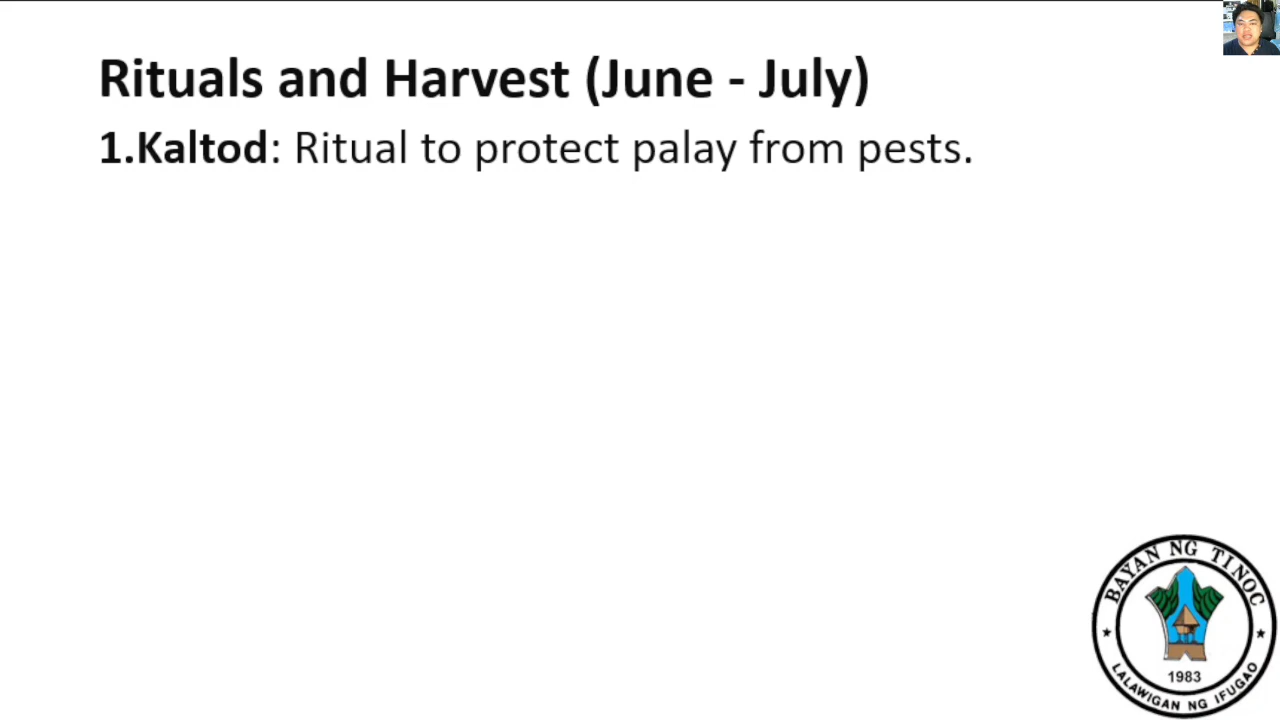 Rituals and Harvest (June - July)
1.Kaltod: Ritual to protect palay from pests.
BAYAN NG TINOC
1983
LALAWIGAN NG IFUGAO